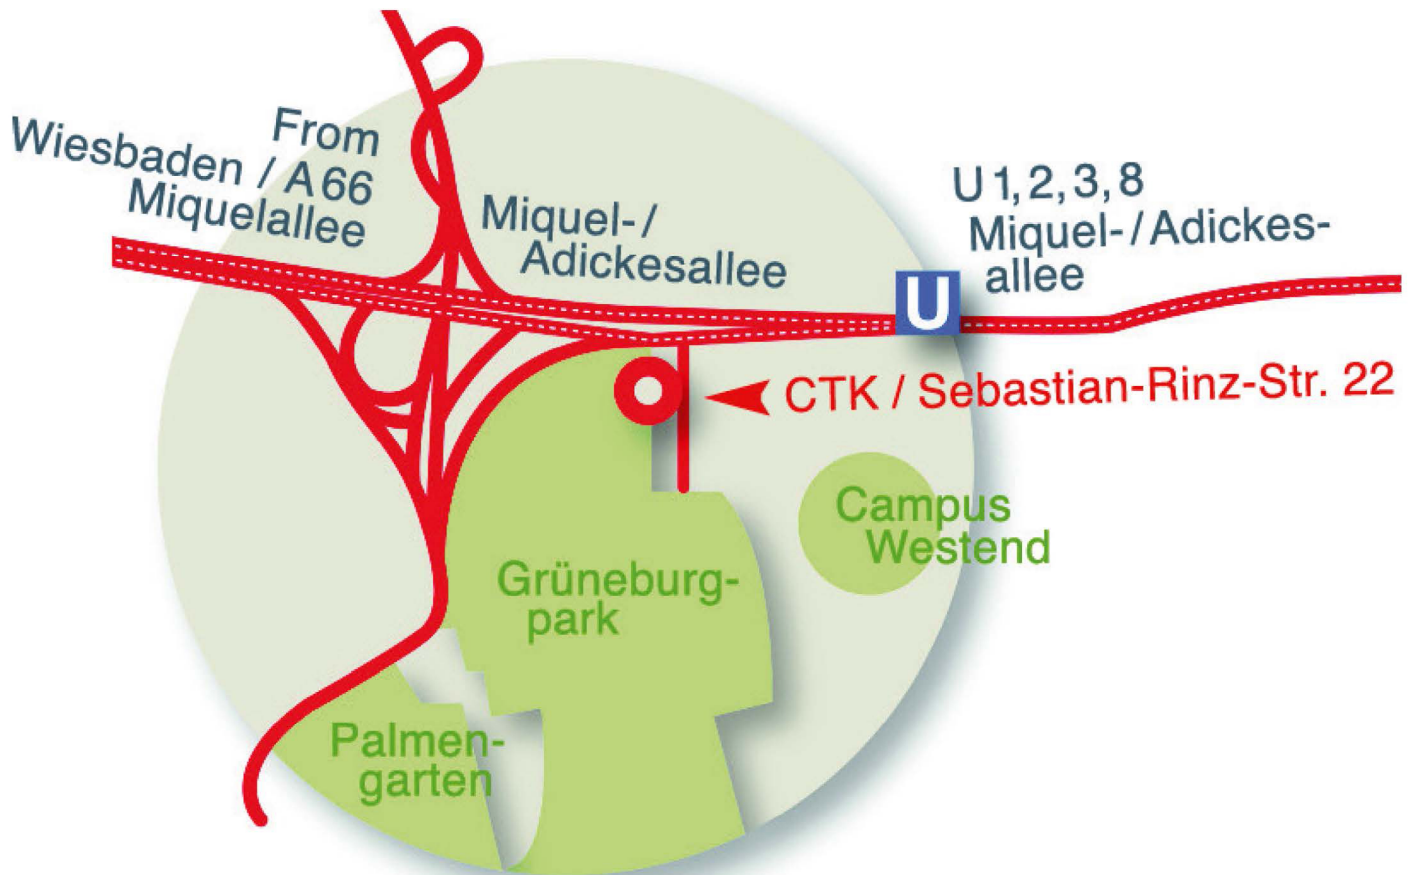 From
Wiesbaden / A 66
Miquelallee
Miquel- /
Adickesallee
U 1, 2, 3, 8
Miquel- / Adickes-
allee
U
CTK / Sebastian-Rinz-Str. 22
Campus
Westend
Grüneburg-
park
Palmen-
garten